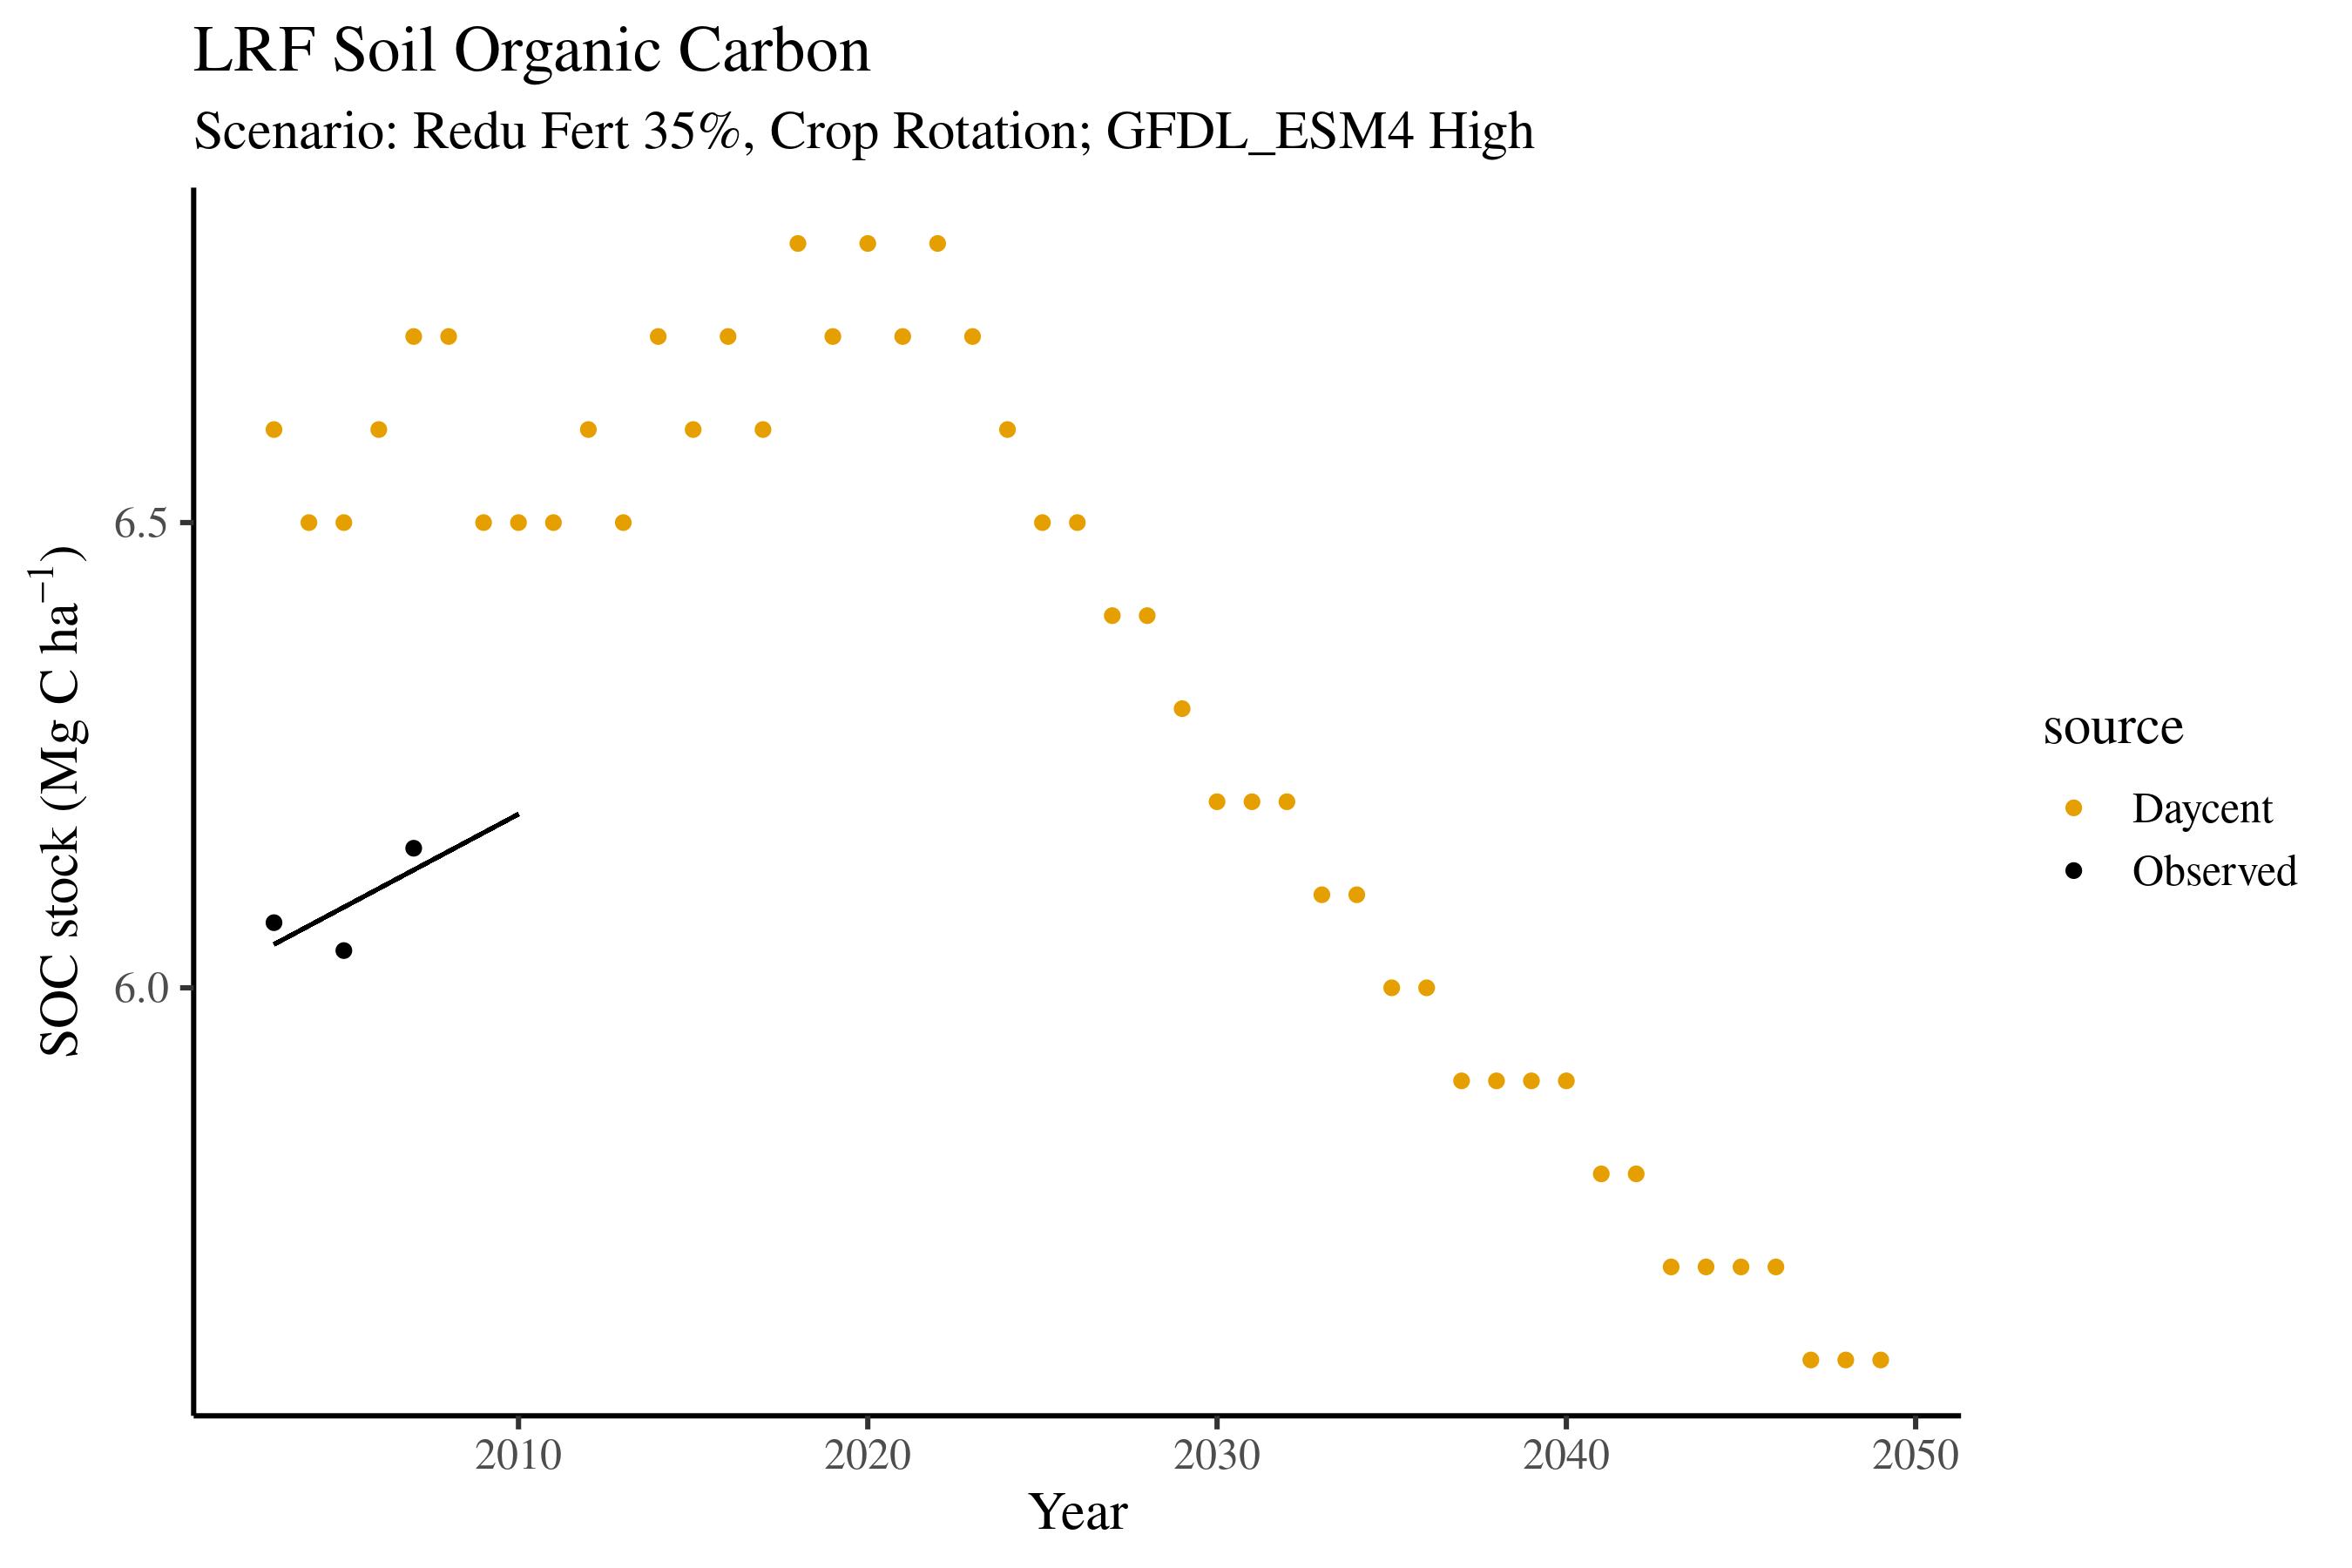 LRF Soil Organic Carbon
Scenario: Redu Fert 35%, Crop Rotation; GFDL_ESM4 High
SOC stock (Mg C ha⁻¹)
6.5
6.0
2010 2020 2030 2040 2050
Year
source
Daycent
Observed